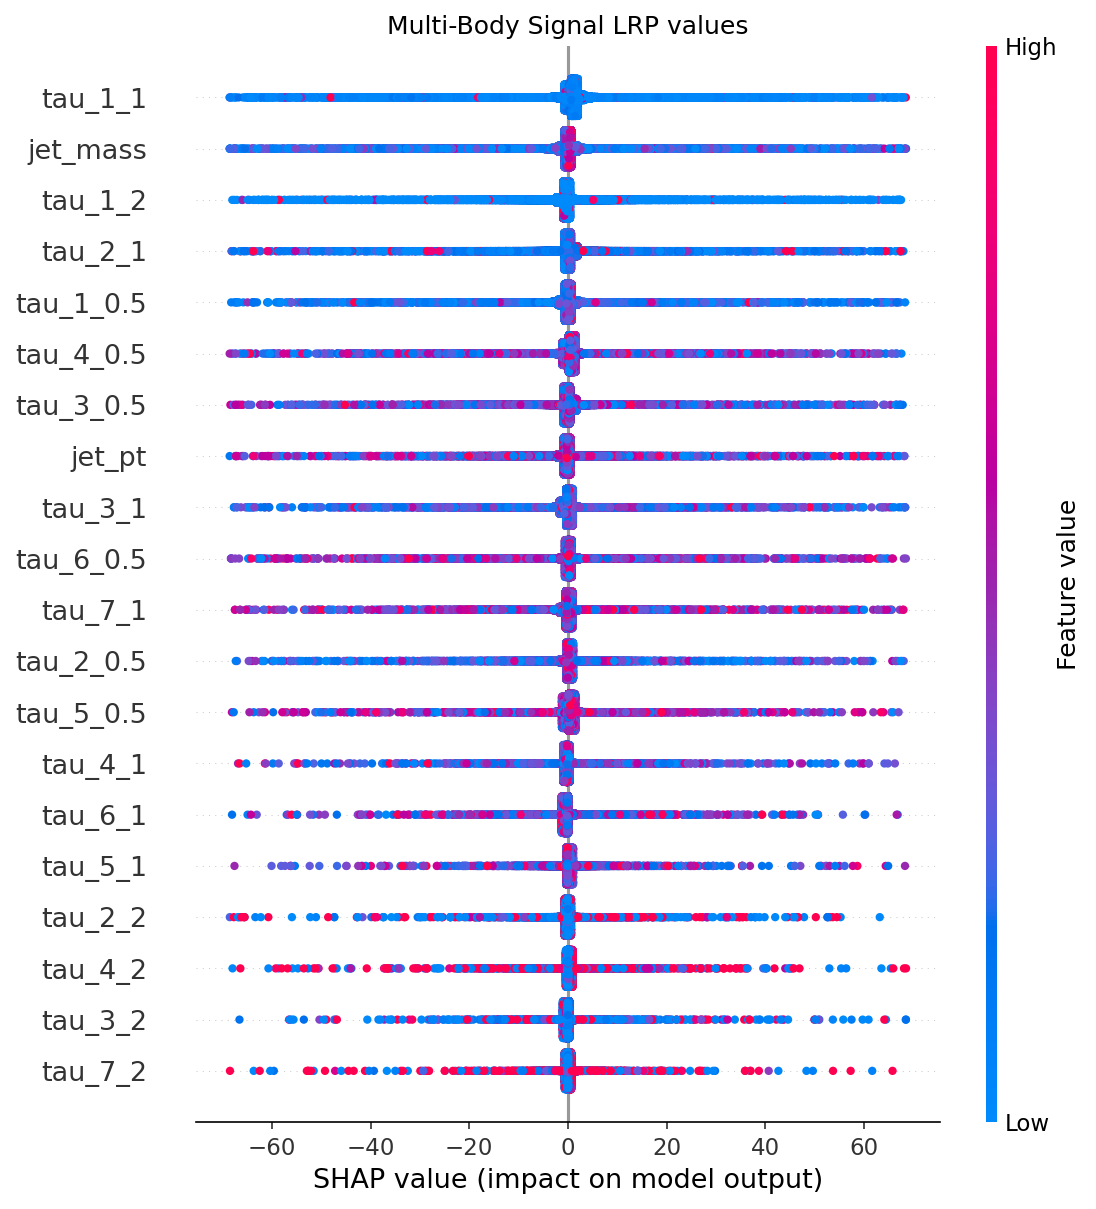 Multi-Body Signal LRP values
High
tau_1_1
jet_mass
tau_1_2
tau_2_1
tau_1_0.5
tau_4_0.5
tau_3_0.5
jet_pt
tau_3_1
tau_6_0.5
tau_7_1
tau_2_0.5
tau_5_0.5
tau_4_1
tau_6_1
tau_5_1
tau_2_2
tau_4_2
tau_3_2
tau_7_2
Feature value
Low
−60 −40 −20 0 20 40 60
SHAP value (impact on model output)